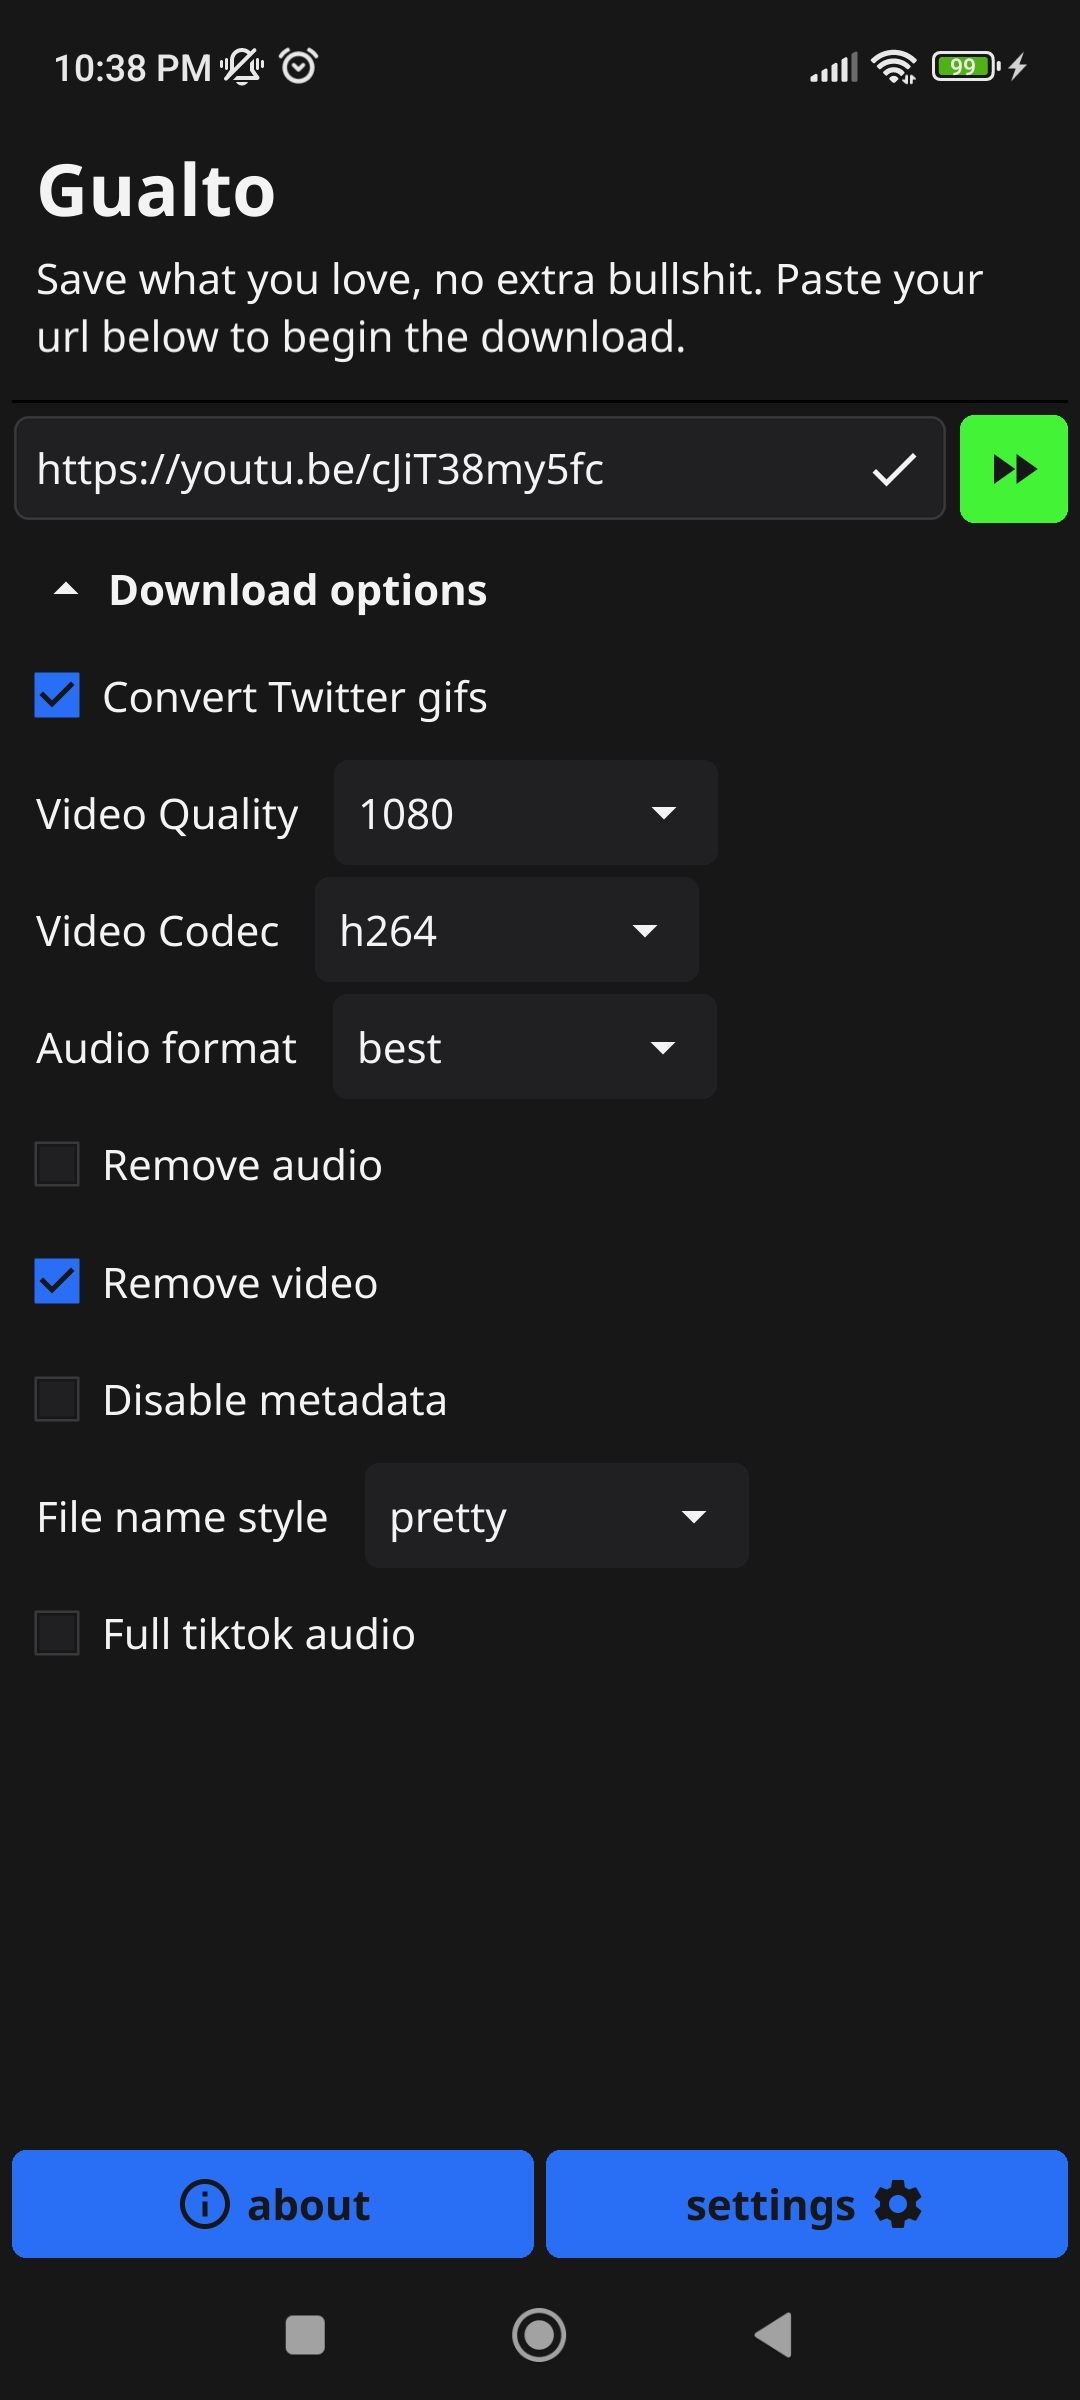 10:38 PM
99
Gualto
Save what you love, no extra bullshit. Paste your
url below to begin the download.
https://youtu.be/cJiT38my5fc
Download options
Convert Twitter gifs
Video Quality 1080
Video Codec h264
Audio format best
Remove audio
Remove video
Disable metadata
File name style pretty
Full tiktok audio
about
settings